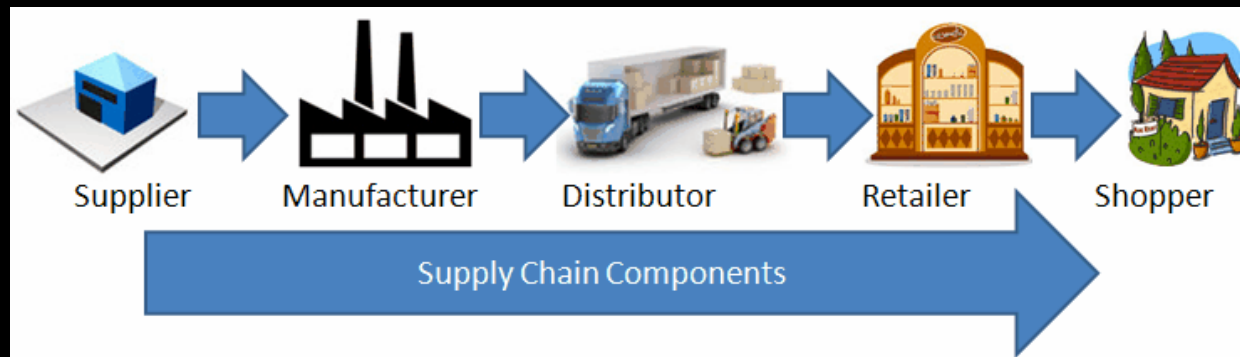 Supplier
Manufacturer
Distributor
Retailer
Shopper
Supply Chain Components